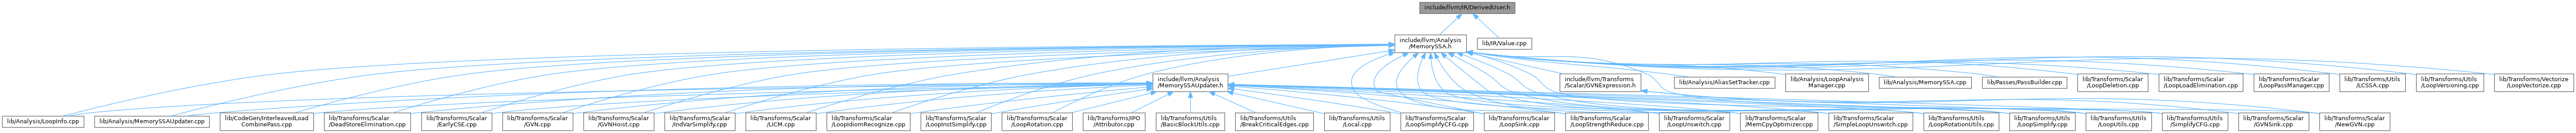 include/llvm/IR/DerivedUser.h
include/llvm/Analysis
/MemorySSA.h
lib/IR/Value.cpp
include/llvm/Analysis
/MemorySSAUpdater.h
include/llvm/Transforms
/Scalar/GVNExpression.h
lib/Analysis/AliasSetTracker.cpp
lib/Analysis/LoopAnalysis
Manager.cpp
lib/Analysis/MemorySSA.cpp
lib/Passes/PassBuilder.cpp
lib/Transforms/Scalar
/LoopDeletion.cpp
lib/Transforms/Scalar
/LoopLoadElimination.cpp
lib/Transforms/Scalar
/LoopPassManager.cpp
lib/Transforms/Utils
/LCSSA.cpp
lib/Transforms/Utils
/LoopVersioning.cpp
lib/Transforms/Vectorize
/LoopVectorize.cpp
lib/Analysis/LoopInfo.cpp
lib/Analysis/MemorySSAUpdater.cpp
lib/CodeGen/InterleavedLoad
CombinePass.cpp
lib/Transforms/Scalar
/DeadStoreElimination.cpp
lib/Transforms/Scalar
/EarlyCSE.cpp
lib/Transforms/Scalar
/GVN.cpp
lib/Transforms/Scalar
/GVNHoist.cpp
lib/Transforms/Scalar
/IndVarSimplify.cpp
lib/Transforms/Scalar
/LICM.cpp
lib/Transforms/Scalar
/LoopIdiomRecognize.cpp
lib/Transforms/Scalar
/LoopInstSimplify.cpp
lib/Transforms/Scalar
/LoopRotation.cpp
lib/Transforms/IPO
/Attributor.cpp
lib/Transforms/Utils
/BasicBlockUtils.cpp
lib/Transforms/Utils
/BreakCriticalEdges.cpp
lib/Transforms/Utils
/Local.cpp
lib/Transforms/Scalar
/LoopSimplifyCFG.cpp
lib/Transforms/Scalar
/LoopSink.cpp
lib/Transforms/Scalar
/LoopStrengthReduce.cpp
lib/Transforms/Scalar
/LoopUnswitch.cpp
lib/Transforms/Scalar
/MemCpyOptimizer.cpp
lib/Transforms/Scalar
/SimpleLoopUnswitch.cpp
lib/Transforms/Utils
/LoopRotationUtils.cpp
lib/Transforms/Utils
/LoopSimplify.cpp
lib/Transforms/Utils
/LoopUtils.cpp
lib/Transforms/Utils
/SimplifyCFG.cpp
lib/Transforms/Scalar
/GVNSink.cpp
lib/Transforms/Scalar
/NewGVN.cpp